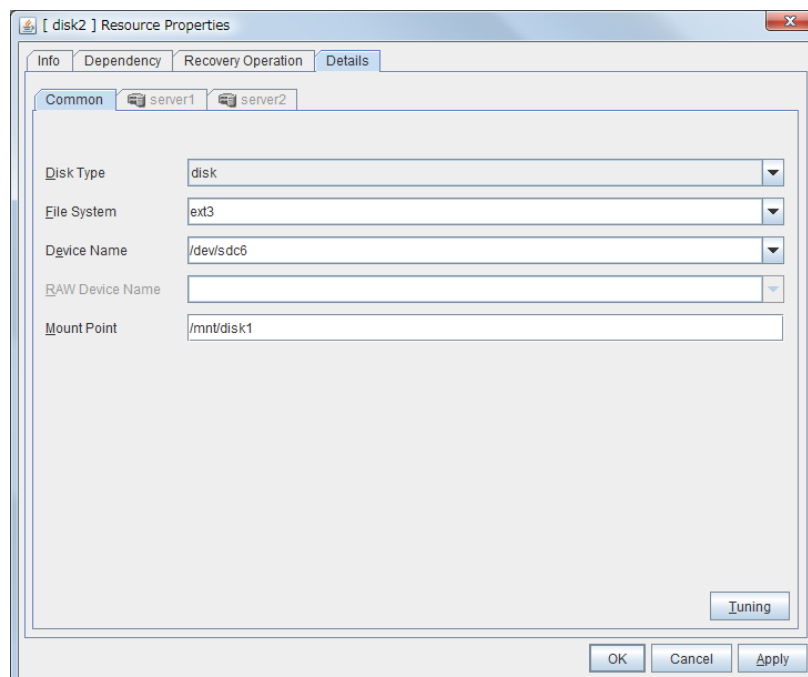 [ disk2 ] Resource Properties
Info Dependency Recovery Operation Details
Common server1 server2
Disk Type disk
File System ext3
Device Name /dev/sdc6
RAW Device Name
Mount Point /mnt/disk1
Tuning
OK Cancel Apply